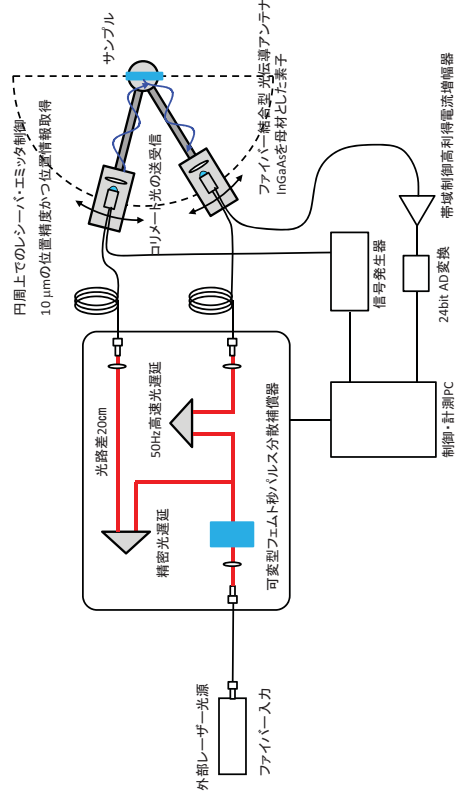 円周上でのレシーバ・エミッタ制御
10 μmの位置精度かつ位置情報取得
サンプル
コリメート光の送受信
ファイバー結合型 光伝導アンテナ
InGaAsを母材とした素子
光路差20cm
50Hz高速光遅延
精密光遅延
可変型フェムト秒パルス分散補償器
外部レーザー光源
ファイバー入力
信号発生器
帯域制御高利得電流増幅器
24bit AD変換
制御・計測PC